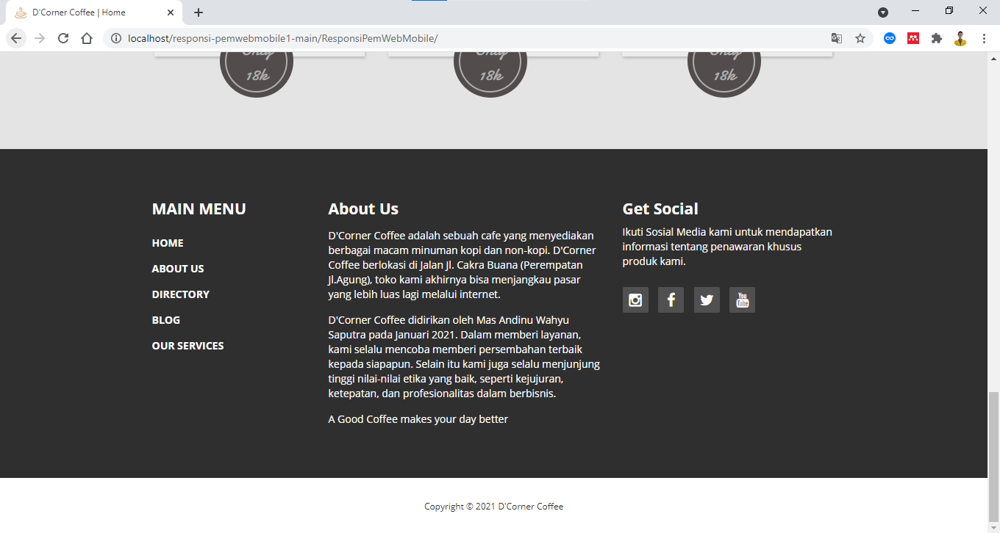 D'Corner Coffee | Home
localhost/responsi-pemwebmobile1-main/ResponsiPemWebMobile/
Only Only Only
18k 18k 18k
MAIN MENU
HOME
ABOUT US
DIRECTORY
BLOG
OUR SERVICES
About Us
D'Corner Coffee adalah sebuah cafe yang menyediakan
berbagai macam minuman kopi dan non-kopi. D'Corner
Coffee berlokasi di Jalan Jl. Cakra Buana (Perempatan
Jl.Agung), toko kami akhirnya bisa menjangkau pasar
yang lebih luas lagi melalui internet.
D'Corner Coffee didirikan oleh Mas Andinu Wahyu
Saputra pada Januari 2021. Dalam memberi layanan,
kami selalu mencoba memberi persembahan terbaik
kepada siapapun. Selain itu kami juga selalu menjunjung
tinggi nilai-nilai etika yang baik, seperti kejujuran,
ketepatan, dan profesionalitas dalam berbisnis.
A Good Coffee makes your day better
Get Social
Ikuti Sosial Media kami untuk mendapatkan
informasi tentang penawaran khusus
produk kami.
You
Tube
Copyright © 2021 D'Corner Coffee